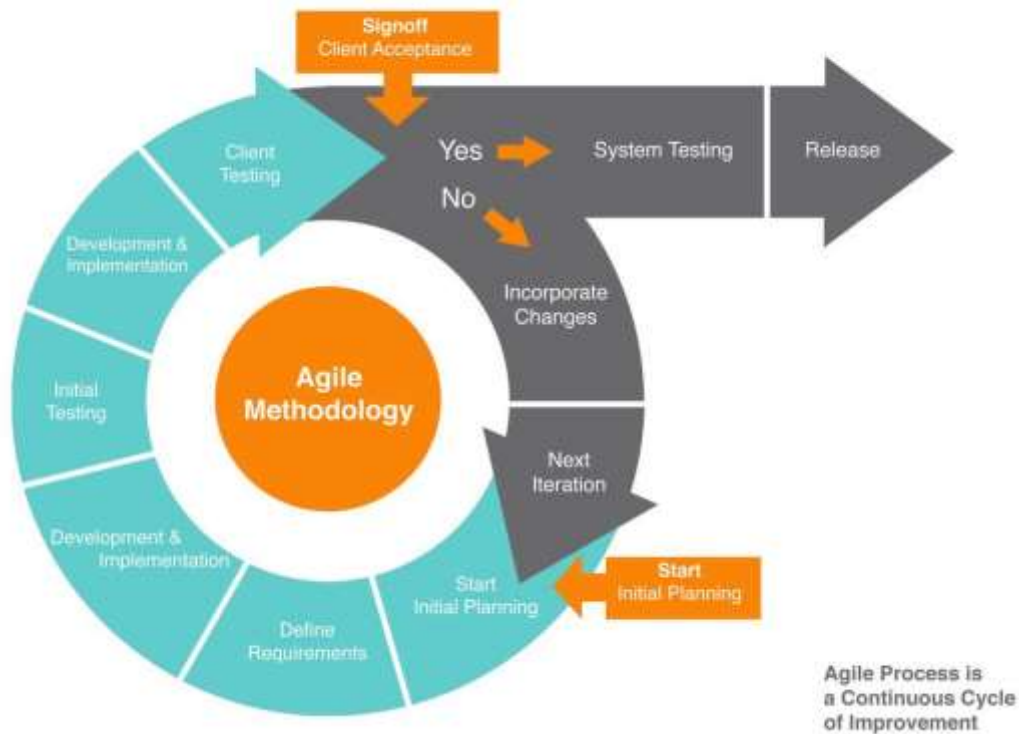 Signoff
Client Acceptance
Client
Testing
Yes
System Testing
Release
No
Development &
Implementation
Incorporate
Changes
Agile
Methodology
Initial
Testing
Next
Iteration
Development &
Implementation
Start
Initial Planning
Start
Initial Planning
Define
Requirements
Agile Process is
a Continuous Cycle
of Improvement